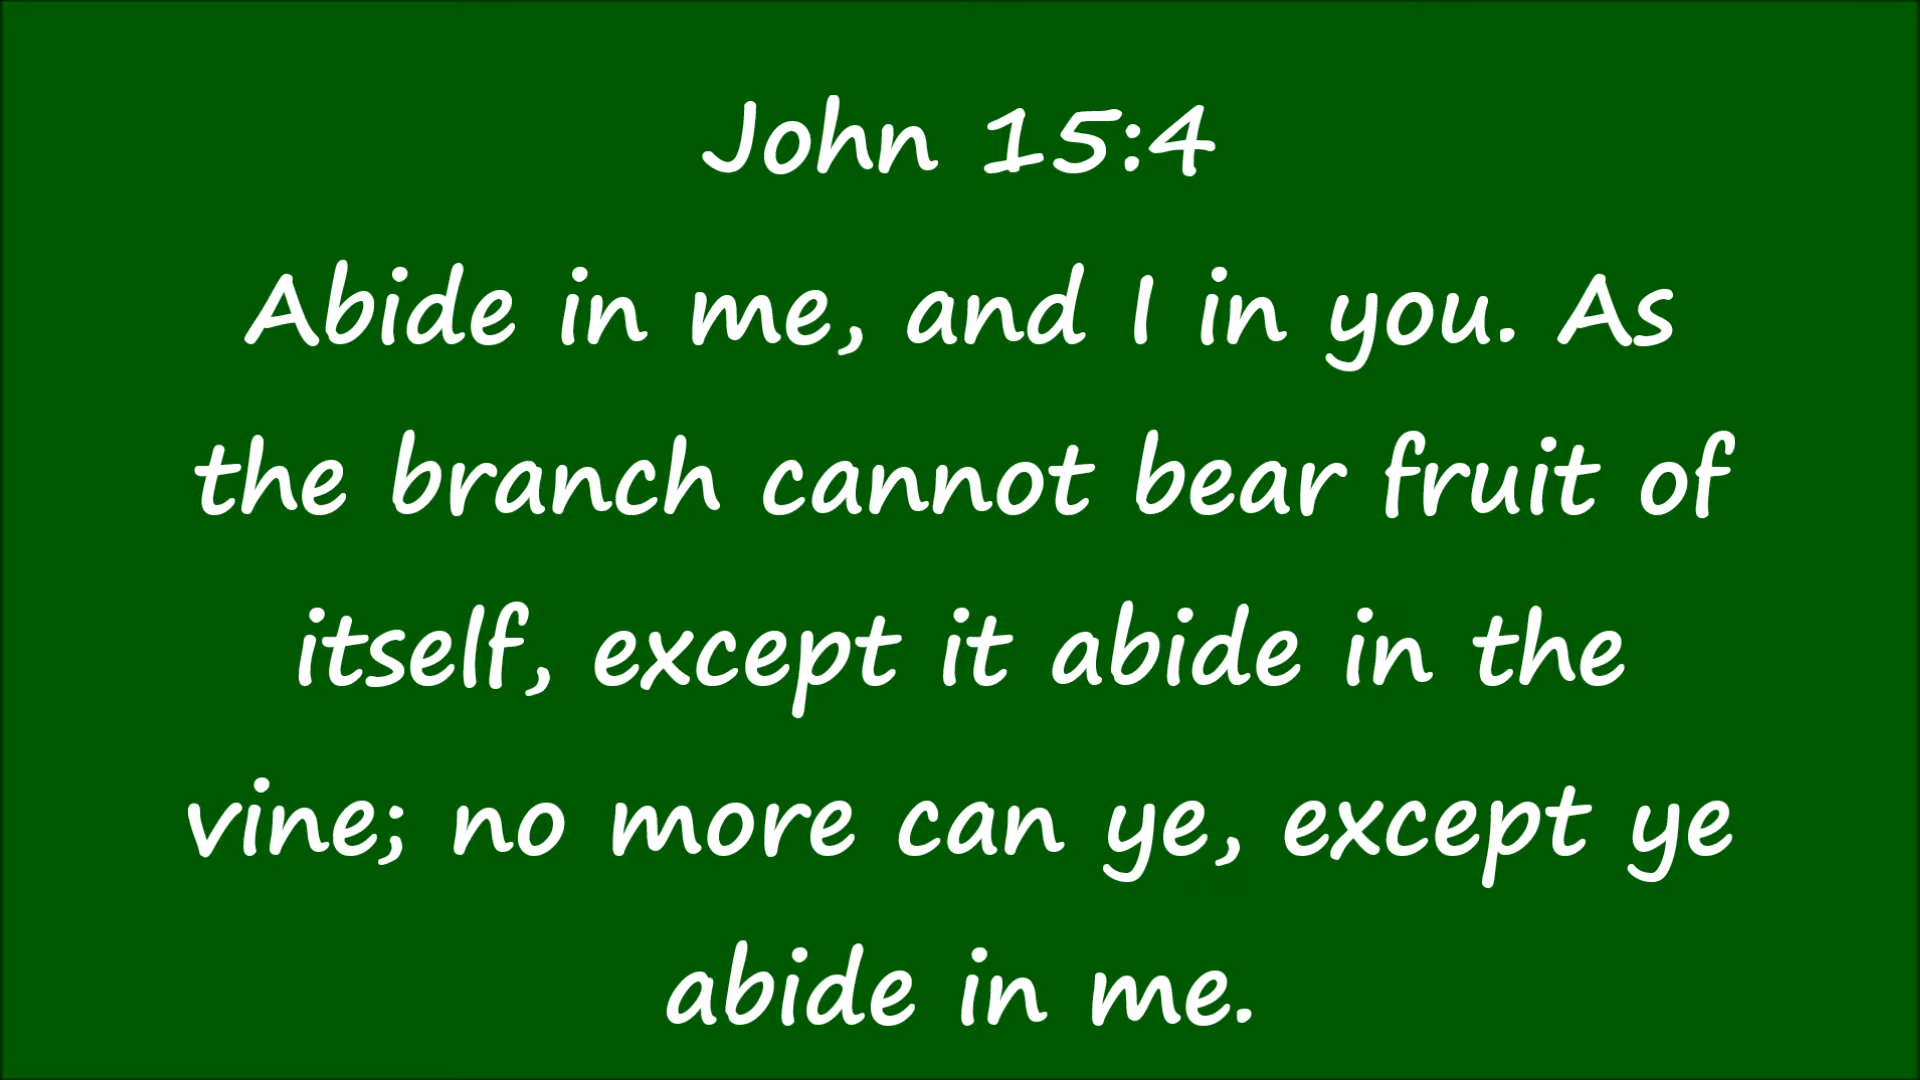 John 15:4
Abide in me, and I in you. As
the branch cannot bear fruit of
itself, except it abide in the
vine; no more can ye, except ye
abide in me.